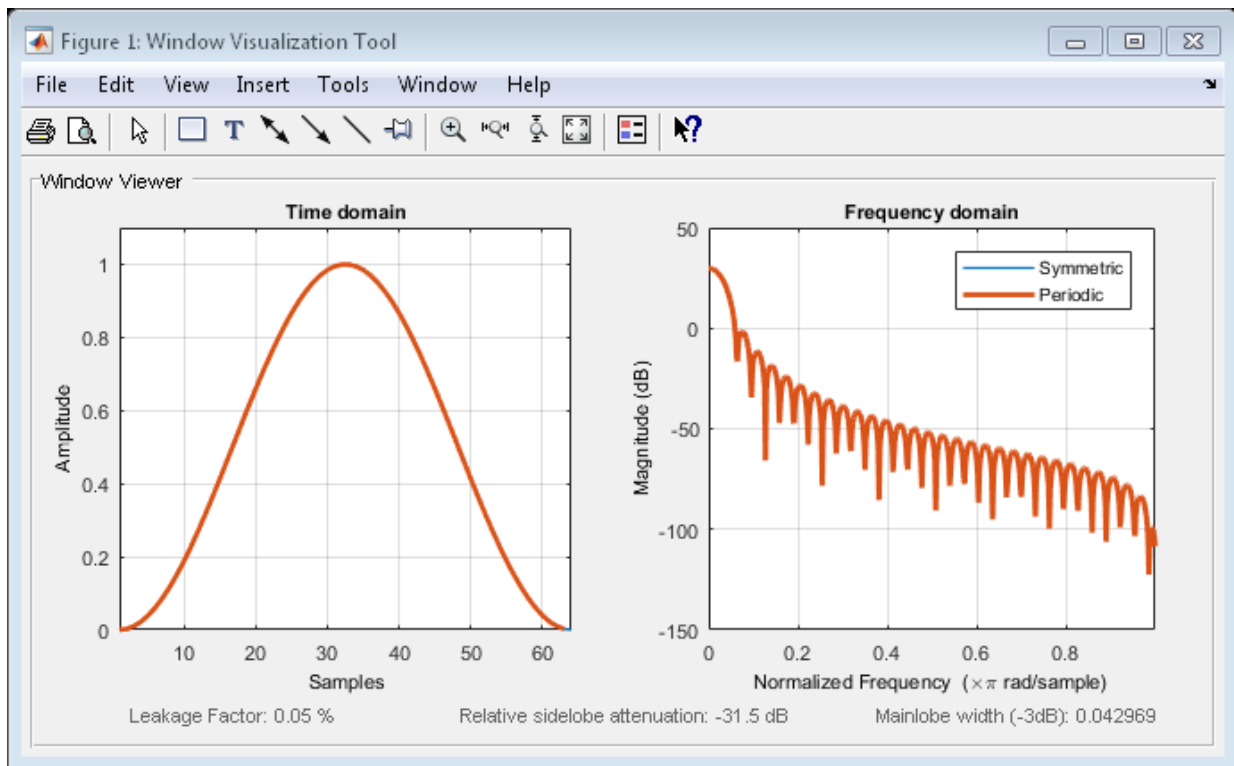 Figure 1: Window Visualization Tool
File Edit View Insert Tools Window Help
T
?
Window Viewer
Time domain
1
0.8
0.6
0.4
0.2
0
Amplitude
10 20 30 40 50 60
Samples
Frequency domain
50
0
-50
-100
-150
Magnitude (dB)
Symmetric
Periodic
0 0.2 0.4 0.6 0.8
Normalized Frequency (×π rad/sample)
Leakage Factor: 0.05 % Relative sidelobe attenuation: -31.5 dB Mainlobe width (-3dB): 0.042969